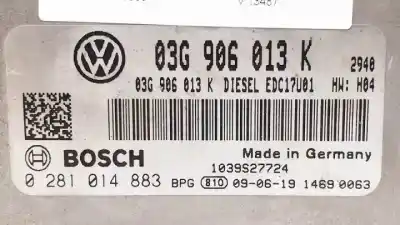 03G 906 013 K 2940
03G 906 013 K DIESEL EDC17U01 HW: H04
BOSCH Made in Germany
1039S27724
0 281 014 883 BPG 810 09-06-19 1469 0063